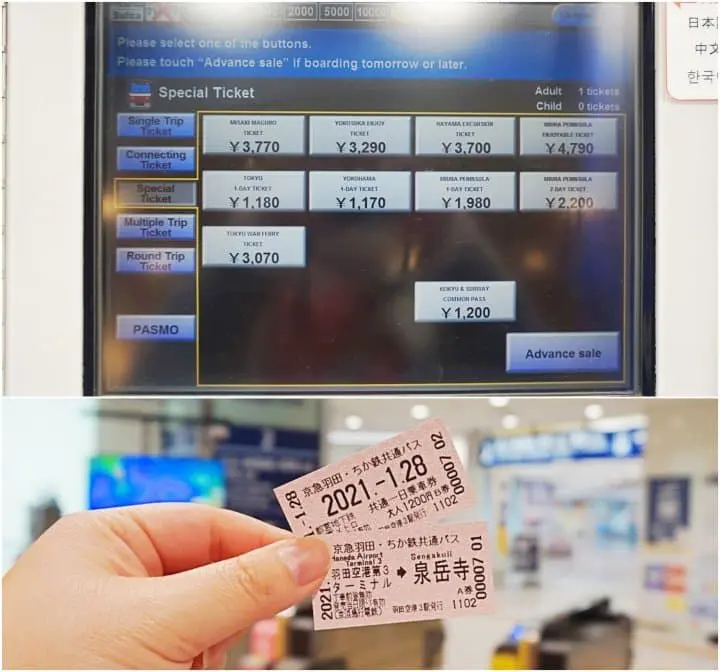 2000 5000 10000
日本
中文
한국
Please select one of the buttons.
Please touch "Advance sale" if boarding tomorrow or later.
Special Ticket
Adult 1 tickets
Child 0 tickets
Single Trip
Ticket
Connecting
Ticket
Special
Ticket
Multiple Trip
Ticket
Round Trip
Ticket
PASMO
MISAKI MAGURO
TICKET
¥3,770
YOKOSUKA ENJOY
TICKET
¥3,290
HAYAMA EXCURSION
TICKET
¥3,700
MIURA PENINSULA
ENJOYABLE TICKET
¥4,790
TOKYO
1-DAY TICKET
¥1,180
YOKOHAMA
1-DAY TICKET
¥1,170
MIURA PENINSULA
1-DAY TICKET
¥1,980
MIURA PENINSULA
2-DAY TICKET
¥2,200
TOKYO WAN FERRY
TICKET
¥3,070
KEIKYU & SUBWAY
COMMON PASS
¥1,200
Advance sale
京急羽田・ちか鉄共通パス
2021.-1.28
共通一日乗車券
大人1200円 B券
1102
00007 02
-1.28
京急羽田・ちか鉄共通パス
Haneda Airport
Terminal 3
Sengakuji
羽田空港第3
ターミナル
➡ 泉岳寺
A券
羽田空港3駅発行 1102
00007 01
2021.